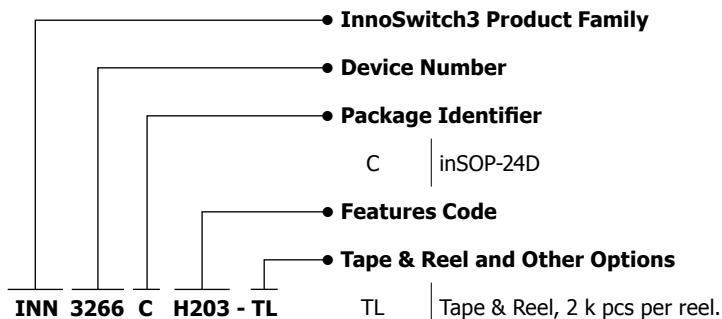 • InnoSwitch3 Product Family
• Device Number
• Package Identifier
C inSOP-24D
• Features Code
• Tape & Reel and Other Options
INN 3266 C H203 - TL TL Tape & Reel, 2 k pcs per reel.